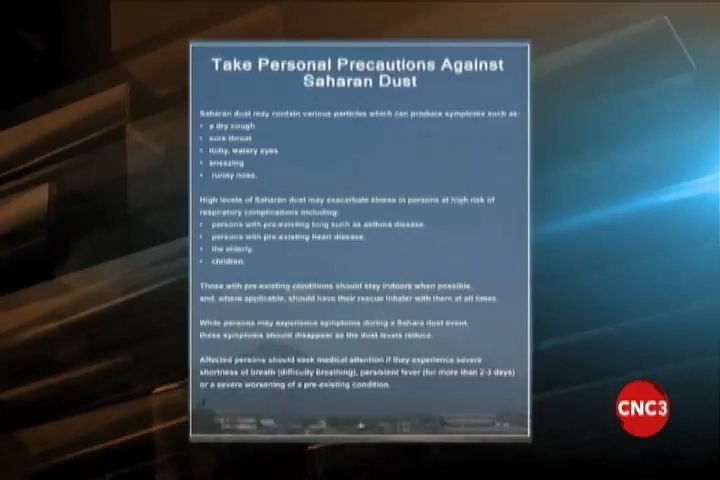 Take Personal Precautions Against
Saharan Dust
Saharan dust may contain various particles which can produce symptoms such as:
• a dry cough
• sore throat
• itchy, watery eyes
• sneezing
• runny nose.
High levels of Saharan dust may exacerbate illness in persons at high risk of
respiratory complications including:
• persons with pre-existing lung such as asthma disease.
• persons with pre-existing heart disease.
• the elderly.
• children.
Those with pre-existing conditions should stay indoors when possible,
and, where applicable, should have their rescue inhaler with them at all times.
While persons may experience symptoms during a Sahara dust event,
these symptoms should disappear as the dust levels reduce.
Affected persons should seek medical attention if they experience severe
shortness of breath (difficulty breathing), persistent fever (for more than 2-3 days)
or a severe worsening of a pre-existing condition.
CNC3